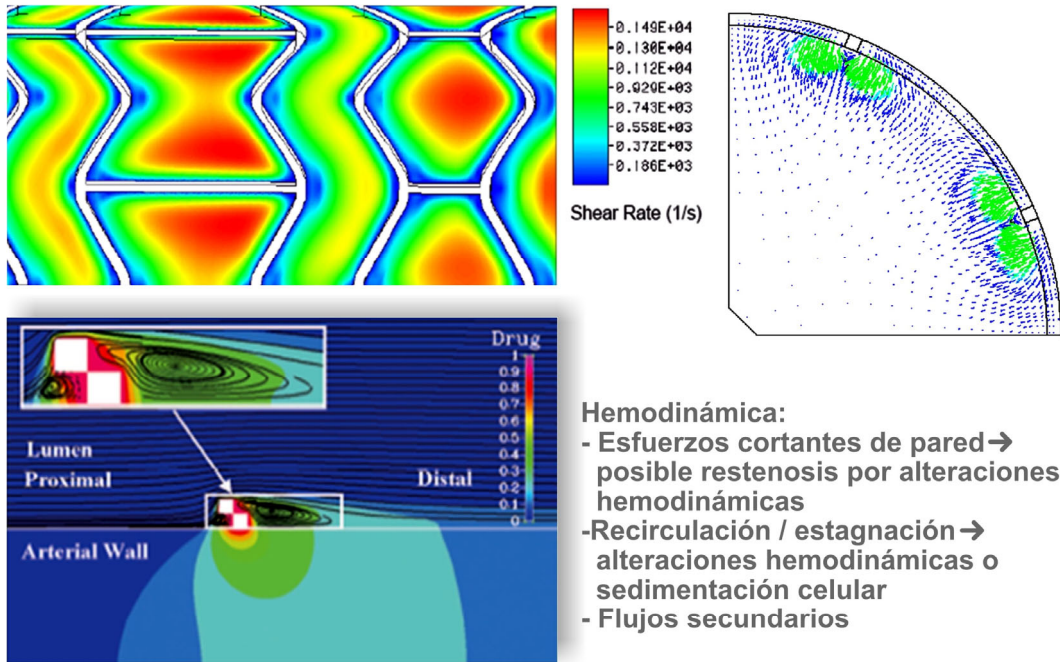 0.149E+04
0.130E+04
0.112E+04
0.929E+03
0.743E+03
0.558E+03
0.372E+03
0.186E+03
Shear Rate (1/s)
Drug
1
0.9
0.8
0.7
0.6
0.5
0.4
0.3
0.2
0.1
0
Lumen
Proximal
Distal
Arterial Wall
Hemodinámica:
- Esfuerzos cortantes de pared➔
posible restenosis por alteraciones
hemodinámicas
-Recirculación / estagnación➔
alteraciones hemodinámicas o
sedimentación celular
- Flujos secundarios